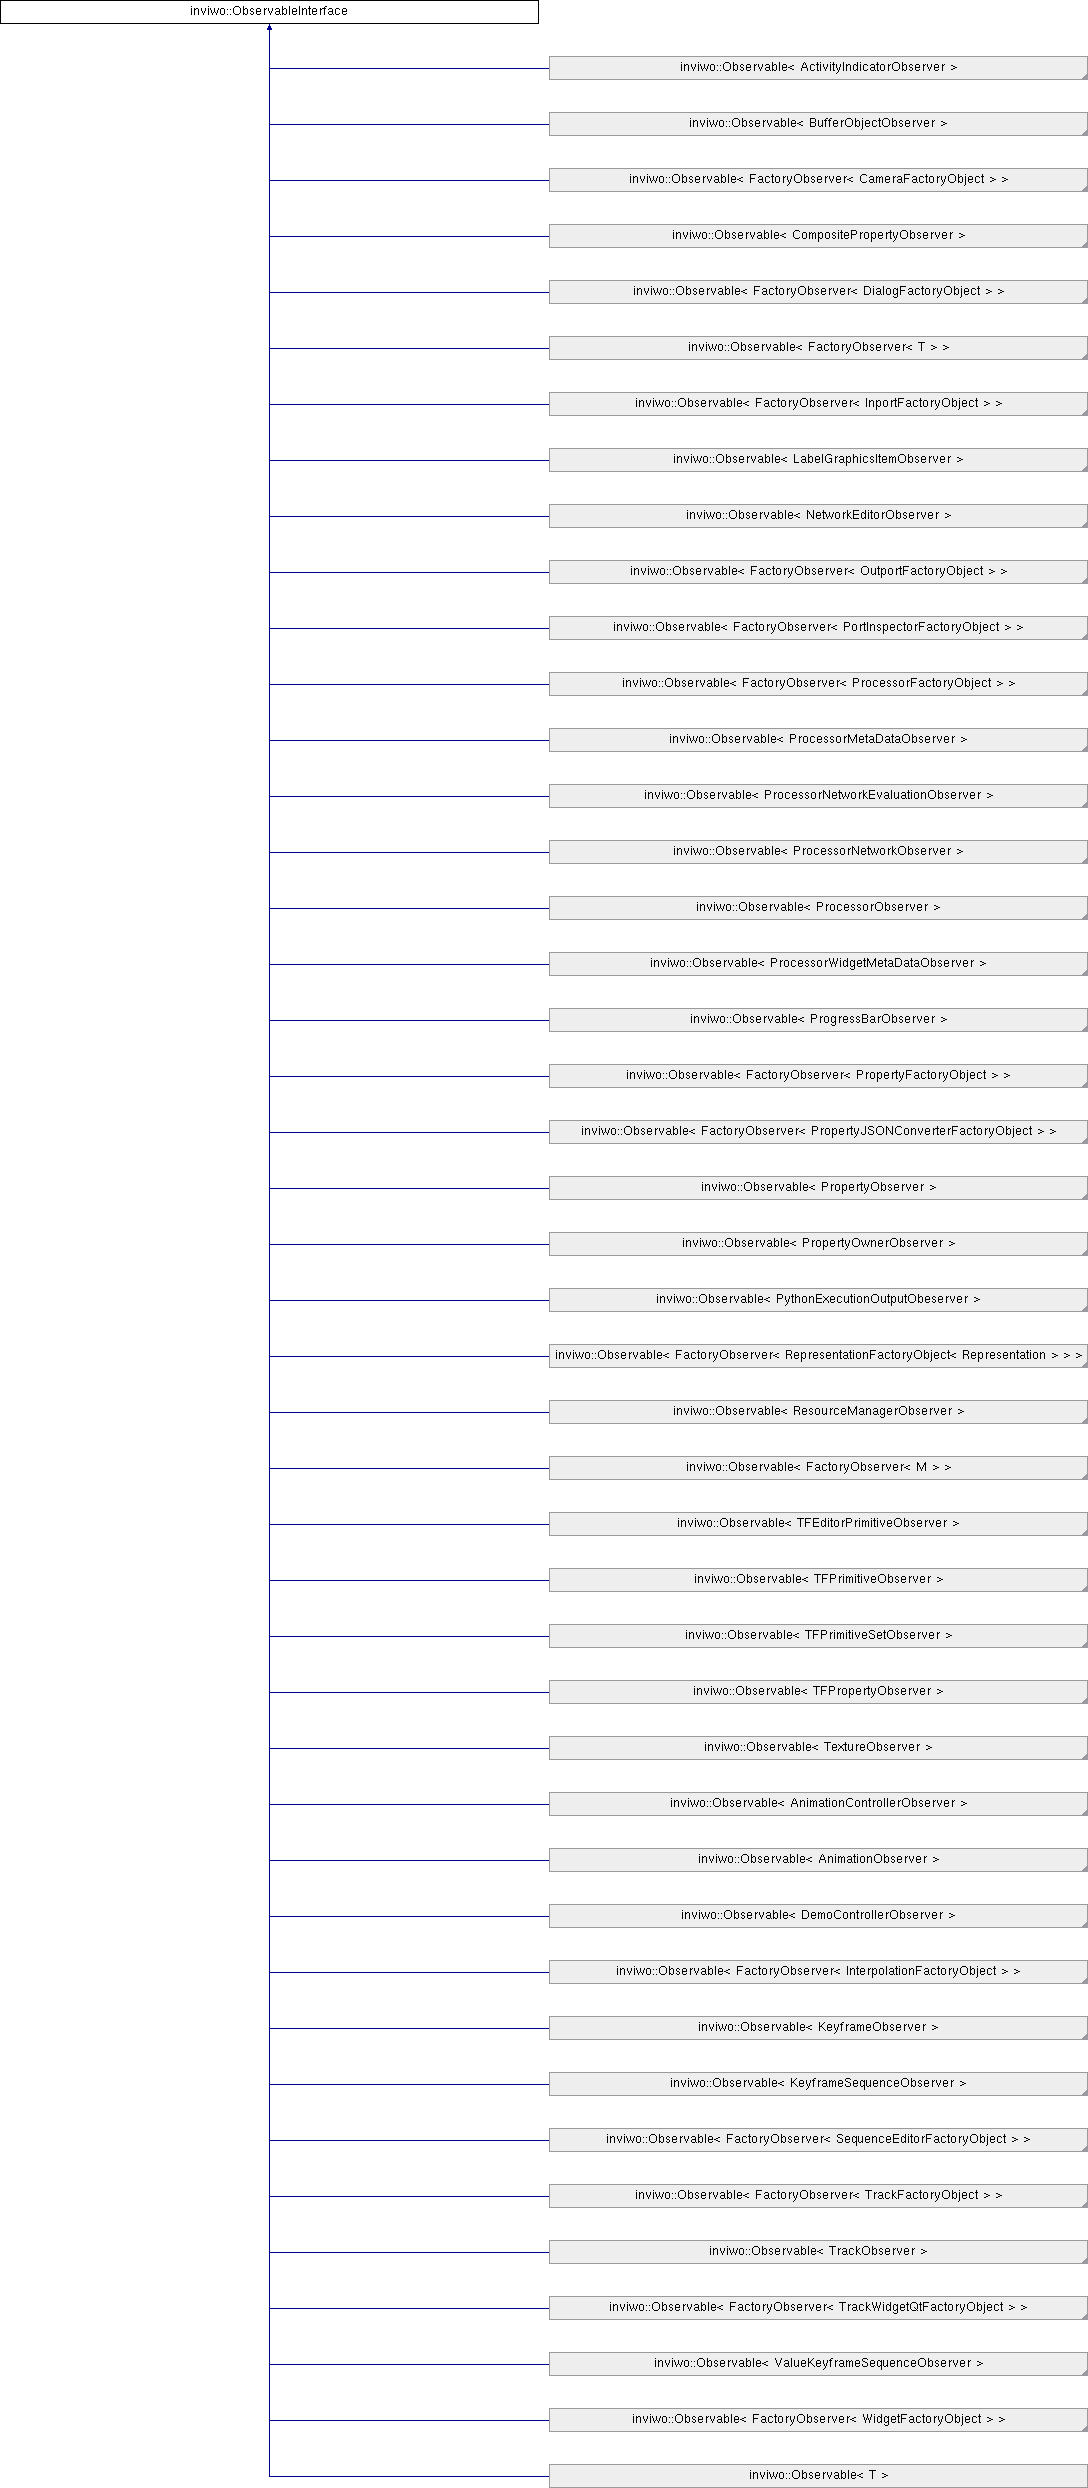 inviwo::ObservableInterface
inviwo::Observable< ActivityIndicatorObserver >
inviwo::Observable< BufferObjectObserver >
inviwo::Observable< FactoryObserver< CameraFactoryObject > >
inviwo::Observable< CompositePropertyObserver >
inviwo::Observable< FactoryObserver< DialogFactoryObject > >
inviwo::Observable< FactoryObserver< T > >
inviwo::Observable< FactoryObserver< InportFactoryObject > >
inviwo::Observable< LabelGraphicsItemObserver >
inviwo::Observable< NetworkEditorObserver >
inviwo::Observable< FactoryObserver< OutportFactoryObject > >
inviwo::Observable< FactoryObserver< PortInspectorFactoryObject > >
inviwo::Observable< FactoryObserver< ProcessorFactoryObject > >
inviwo::Observable< ProcessorMetaDataObserver >
inviwo::Observable< ProcessorNetworkEvaluationObserver >
inviwo::Observable< ProcessorNetworkObserver >
inviwo::Observable< ProcessorObserver >
inviwo::Observable< ProcessorWidgetMetaDataObserver >
inviwo::Observable< ProgressBarObserver >
inviwo::Observable< FactoryObserver< PropertyFactoryObject > >
inviwo::Observable< FactoryObserver< PropertyJSONConverterFactoryObject > >
inviwo::Observable< PropertyObserver >
inviwo::Observable< PropertyOwnerObserver >
inviwo::Observable< PythonExecutionOutputObeserver >
inviwo::Observable< FactoryObserver< RepresentationFactoryObject< Representation > > >
inviwo::Observable< ResourceManagerObserver >
inviwo::Observable< FactoryObserver< M > >
inviwo::Observable< TFEditorPrimitiveObserver >
inviwo::Observable< TFPrimitiveObserver >
inviwo::Observable< TFPrimitiveSetObserver >
inviwo::Observable< TFPropertyObserver >
inviwo::Observable< TextureObserver >
inviwo::Observable< AnimationControllerObserver >
inviwo::Observable< AnimationObserver >
inviwo::Observable< DemoControllerObserver >
inviwo::Observable< FactoryObserver< InterpolationFactoryObject > >
inviwo::Observable< KeyframeObserver >
inviwo::Observable< KeyframeSequenceObserver >
inviwo::Observable< FactoryObserver< SequenceEditorFactoryObject > >
inviwo::Observable< FactoryObserver< TrackFactoryObject > >
inviwo::Observable< TrackObserver >
inviwo::Observable< FactoryObserver< TrackWidgetQtFactoryObject > >
inviwo::Observable< ValueKeyframeSequenceObserver >
inviwo::Observable< FactoryObserver< WidgetFactoryObject > >
inviwo::Observable< T >